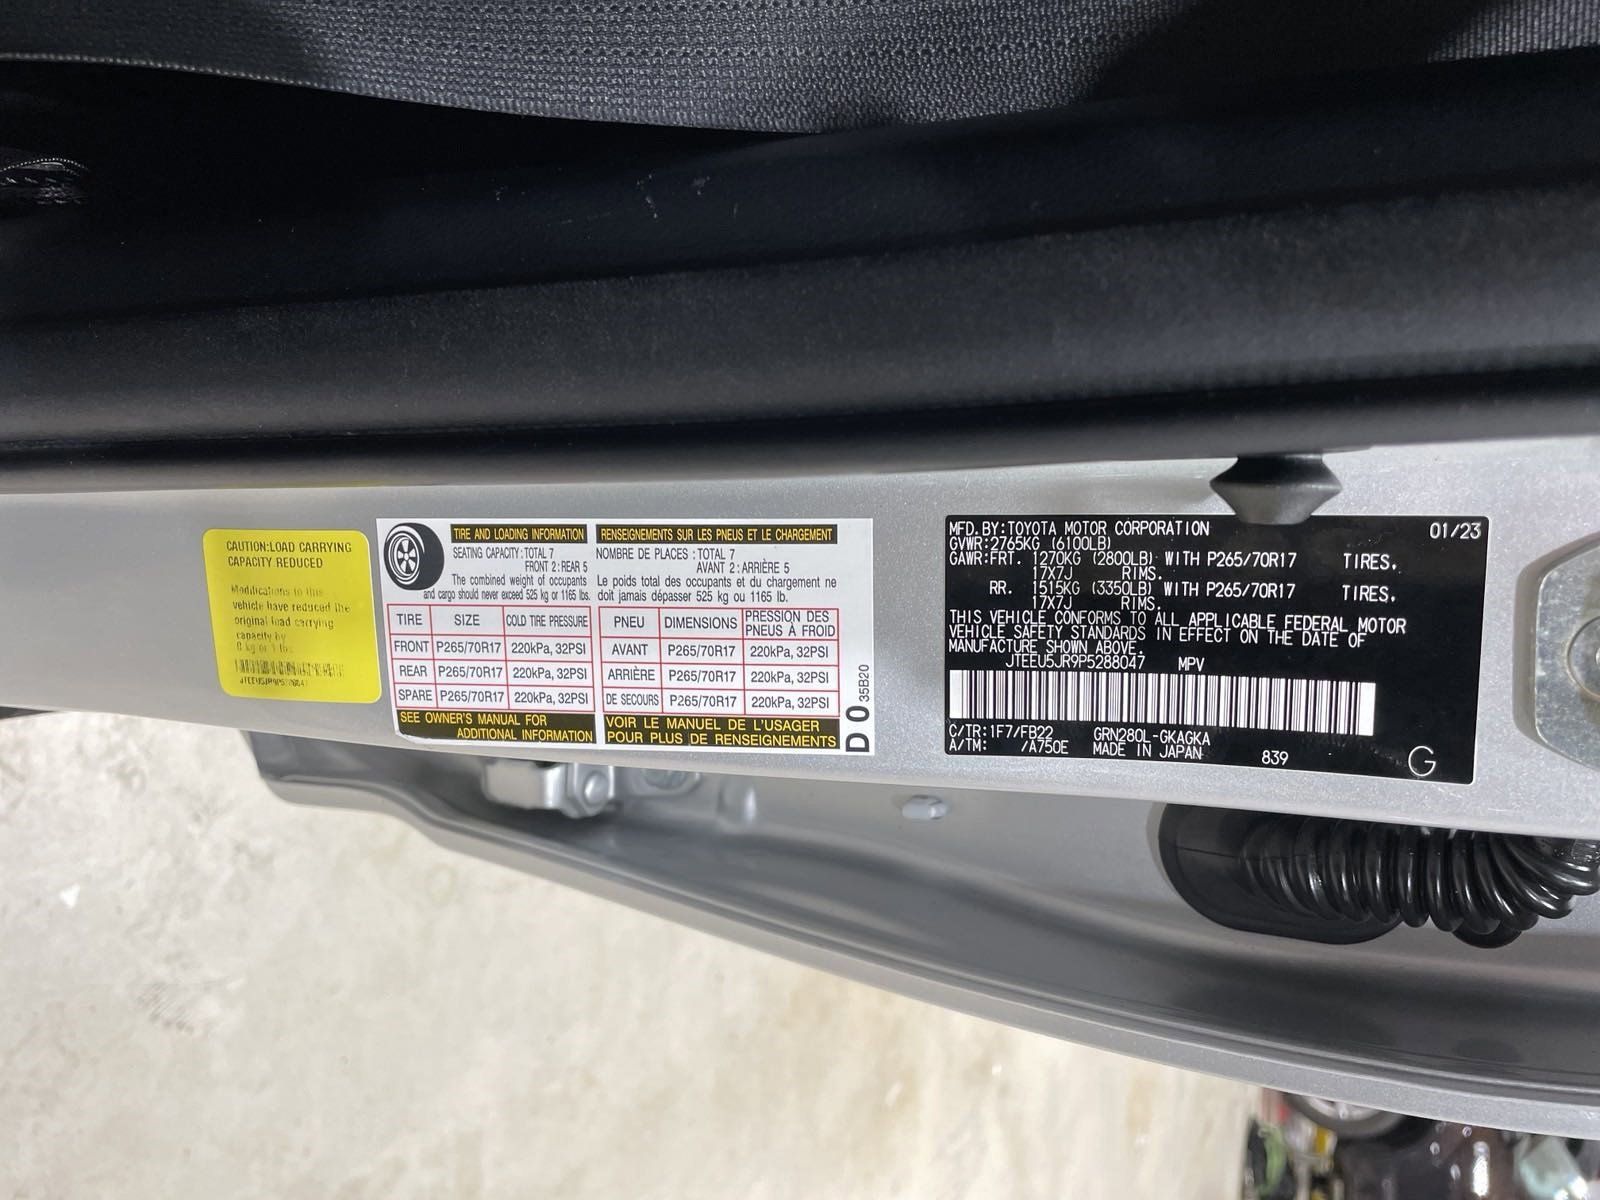 CAUTION:LOAD CARRYING
CAPACITY REDUCED
Modifications to this
vehicle have reduced the
original load carrying
capacity by
TIRE AND LOADING INFORMATION
SEATING CAPACITY : TOTAL 7
FRONT 2 : REAR 5
The combined weight of occupants
and cargo should never exceed 525 kg or 1165 lbs.
TIRE SIZE COLD TIRE PRESSURE
FRONT P265/70R17 220kPa, 32PSI
REAR P265/70R17 220kPa, 32PSI
SPARE P265/70R17 220kPa, 32PSI
SEE OWNER'S MANUAL FOR
ADDITIONAL INFORMATION
RENSEIGNEMENTS SUR LES PNEUS ET LE CHARGEMENT
NOMBRE DE PLACES : TOTAL 7
AVANT 2 : ARRIÈRE 5
Le poids total des occupants et du chargement ne
doit jamais dépasser 525 kg ou 1165 lb.
PNEU DIMENSIONS PRESSION DES
PNEUS À FROID
AVANT P265/70R17 220kPa, 32PSI
ARRIÈRE P265/70R17 220kPa, 32PSI
DE SECOURS P265/70R17 220kPa, 32PSI
VOIR LE MANUEL DE L'USAGER
POUR PLUS DE RENSEIGNEMENTS
D 0 35B20
MFD.BY:TOYOTA MOTOR CORPORATION 01/23
GVWR:2765KG (6100LB)
GAWR:FRT. 1270KG (2800LB) WITH P265/70R17 TIRES,
17X7J RIMS.
RR. 1515KG (3350LB) WITH P265/70R17 TIRES,
17X7J RIMS.
THIS VEHICLE CONFORMS TO ALL APPLICABLE FEDERAL MOTOR
VEHICLE SAFETY STANDARDS IN EFFECT ON THE DATE OF
MANUFACTURE SHOWN ABOVE.
JTEEU5JR9P5288047 MPV
C/TR:1F7/FB22 GRN280L-GKAGKA
A/TM: /A750E MADE IN JAPAN 839
G